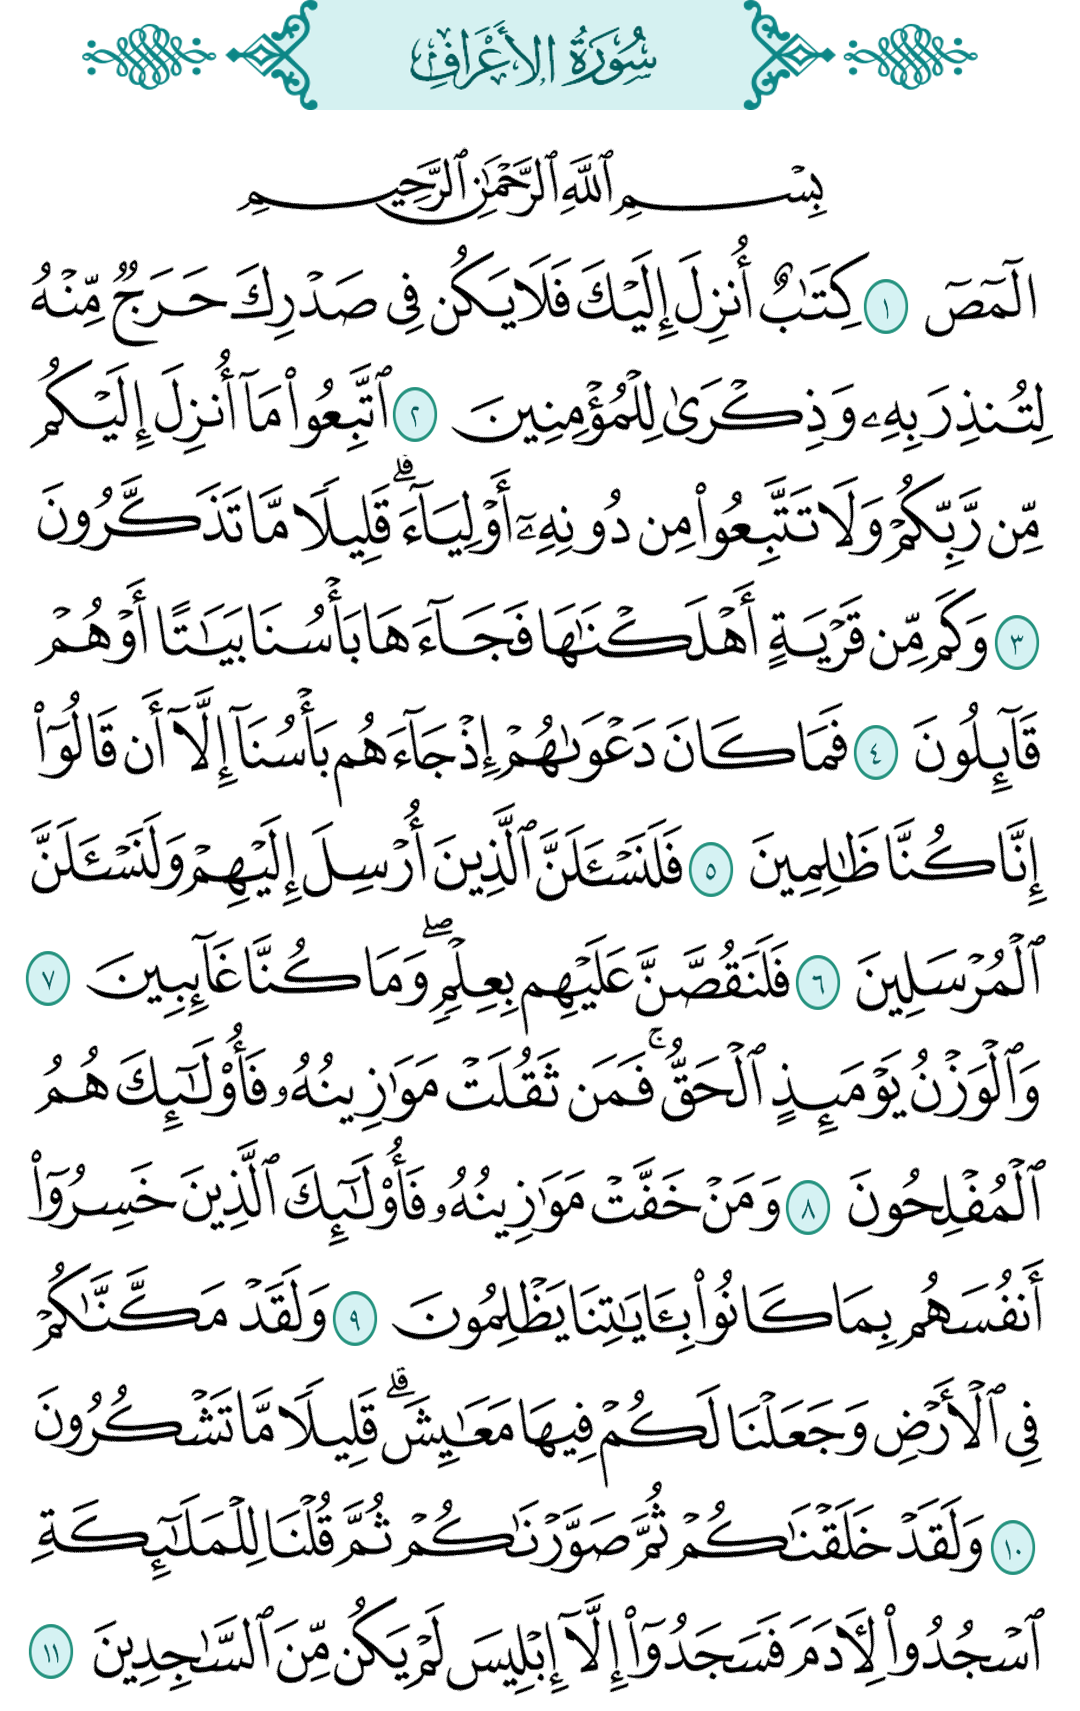 سُورَةُ الأَعْرَافِ
بِسْمِ ٱللَّهِ ٱلرَّحْمَٰنِ ٱلرَّحِيمِ
الٓمٓصٓ ١ كِتَٰبٌ أُنزِلَ إِلَيْكَ فَلَا يَكُن فِى صَدْرِكَ حَرَجٌ مِّنْهُ
لِتُنذِرَ بِهِۦ وَذِكْرَىٰ لِلْمُؤْمِنِينَ ٢ ٱتَّبِعُوا۟ مَآ أُنزِلَ إِلَيْكُم
مِّن رَّبِّكُمْ وَلَا تَتَّبِعُوا۟ مِن دُونِهِۦٓ أَوْلِيَآءَ ۗ قَلِيلًا مَّا تَذَكَّرُونَ
٣ وَكَم مِّن قَرْيَةٍ أَهْلَكْنَٰهَا فَجَآءَهَا بَأْسُنَا بَيَٰتًا أَوْ هُمْ
قَآئِلُونَ ٤ فَمَا كَانَ دَعْوَىٰهُمْ إِذْ جَآءَهُم بَأْسُنَآ إِلَّآ أَن قَالُوٓا۟
إِنَّا كُنَّا ظَٰلِمِينَ ٥ فَلَنَسْـَٔلَنَّ ٱلَّذِينَ أُرْسِلَ إِلَيْهِمْ وَلَنَسْـَٔلَنَّ
ٱلْمُرْسَلِينَ ٦ فَلَنَقُصَّنَّ عَلَيْهِم بِعِلْمٍ ۖ وَمَا كُنَّا غَآئِبِينَ ٧
وَٱلْوَزْنُ يَوْمَئِذٍ ٱلْحَقُّ ۚ فَمَن ثَقُلَتْ مَوَٰزِينُهُۥ فَأُو۟لَٰٓئِكَ هُمُ
ٱلْمُفْلِحُونَ ٨ وَمَنْ خَفَّتْ مَوَٰزِينُهُۥ فَأُو۟لَٰٓئِكَ ٱلَّذِينَ خَسِرُوٓا۟
أَنفُسَهُم بِمَا كَانُوا۟ بِـَٔايَٰتِنَا يَظْلِمُونَ ٩ وَلَقَدْ مَكَّنَّٰكُمْ
فِى ٱلْأَرْضِ وَجَعَلْنَا لَكُمْ فِيهَا مَعَٰيِشَ ۗ قَلِيلًا مَّا تَشْكُرُونَ
١٠ وَلَقَدْ خَلَقْنَٰكُمْ ثُمَّ صَوَّرْنَٰكُمْ ثُمَّ قُلْنَا لِلْمَلَٰٓئِكَةِ
ٱسْجُدُوا۟ لِـَٔادَمَ فَسَجَدُوٓا۟ إِلَّآ إِبْلِيسَ لَمْ يَكُن مِّنَ ٱلسَّٰجِدِينَ ١١